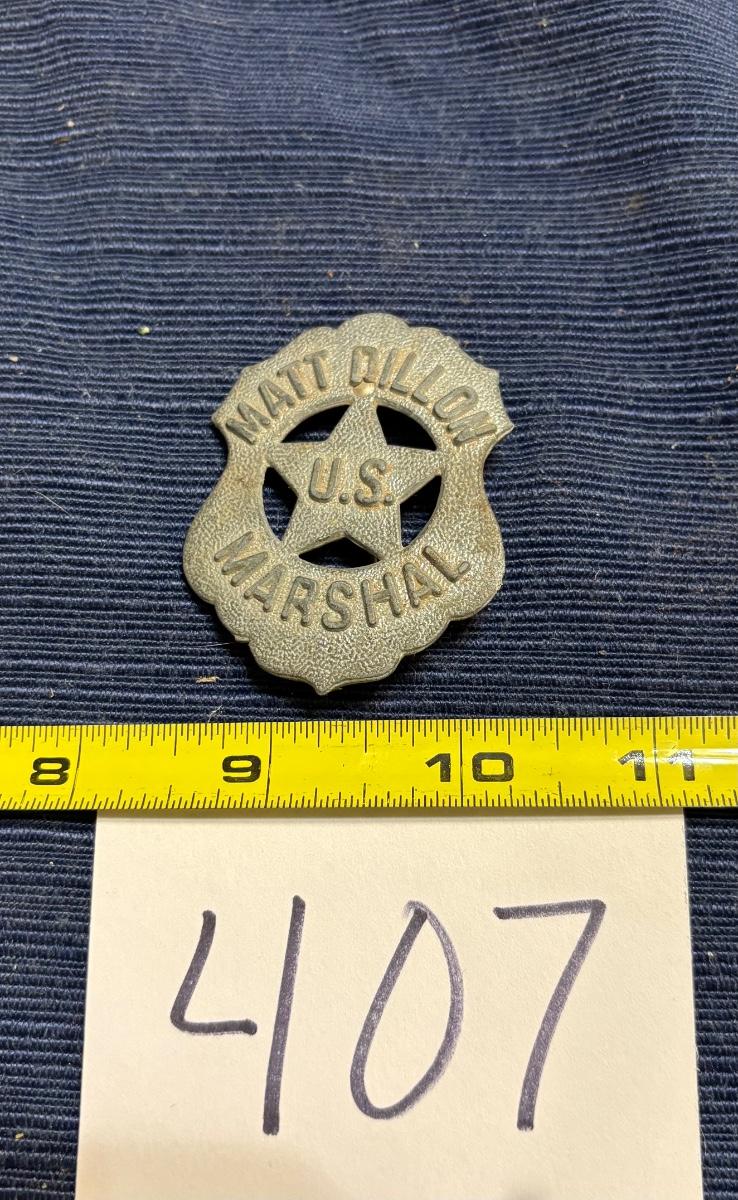 MATT DILLON
U.S.
MARSHAL
8 9 10 11
407